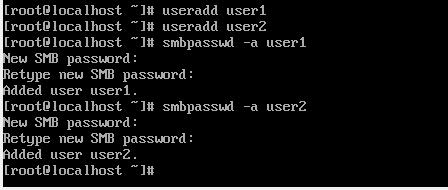 [root@localhost ~]# useradd user1
[root@localhost ~]# useradd user2
[root@localhost ~]# smbpasswd -a user1
New SMB password:
Retype new SMB password:
Added user user1.
[root@localhost ~]# smbpasswd -a user2
New SMB password:
Retype new SMB password:
Added user user2.
[root@localhost ~]#